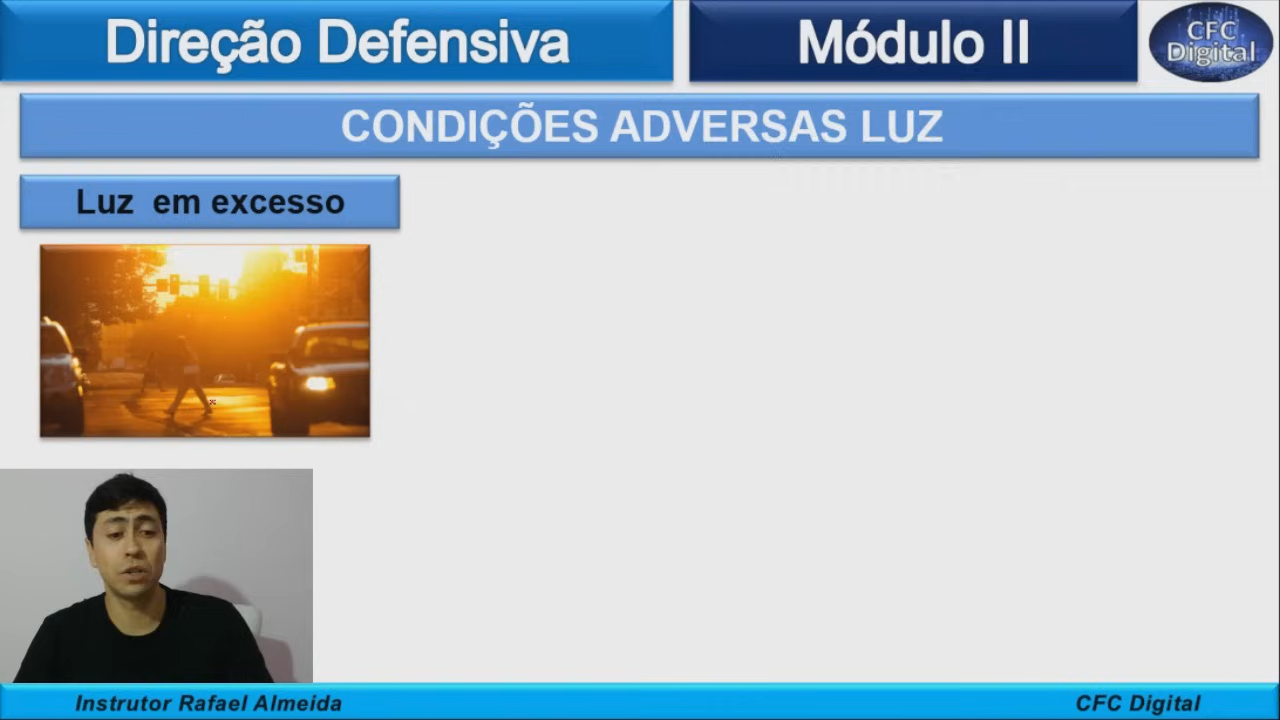 Direção Defensiva
Módulo II
CFC
Digital
CONDIÇÕES ADVERSAS LUZ
Luz em excesso
Instrutor Rafael Almeida
CFC Digital